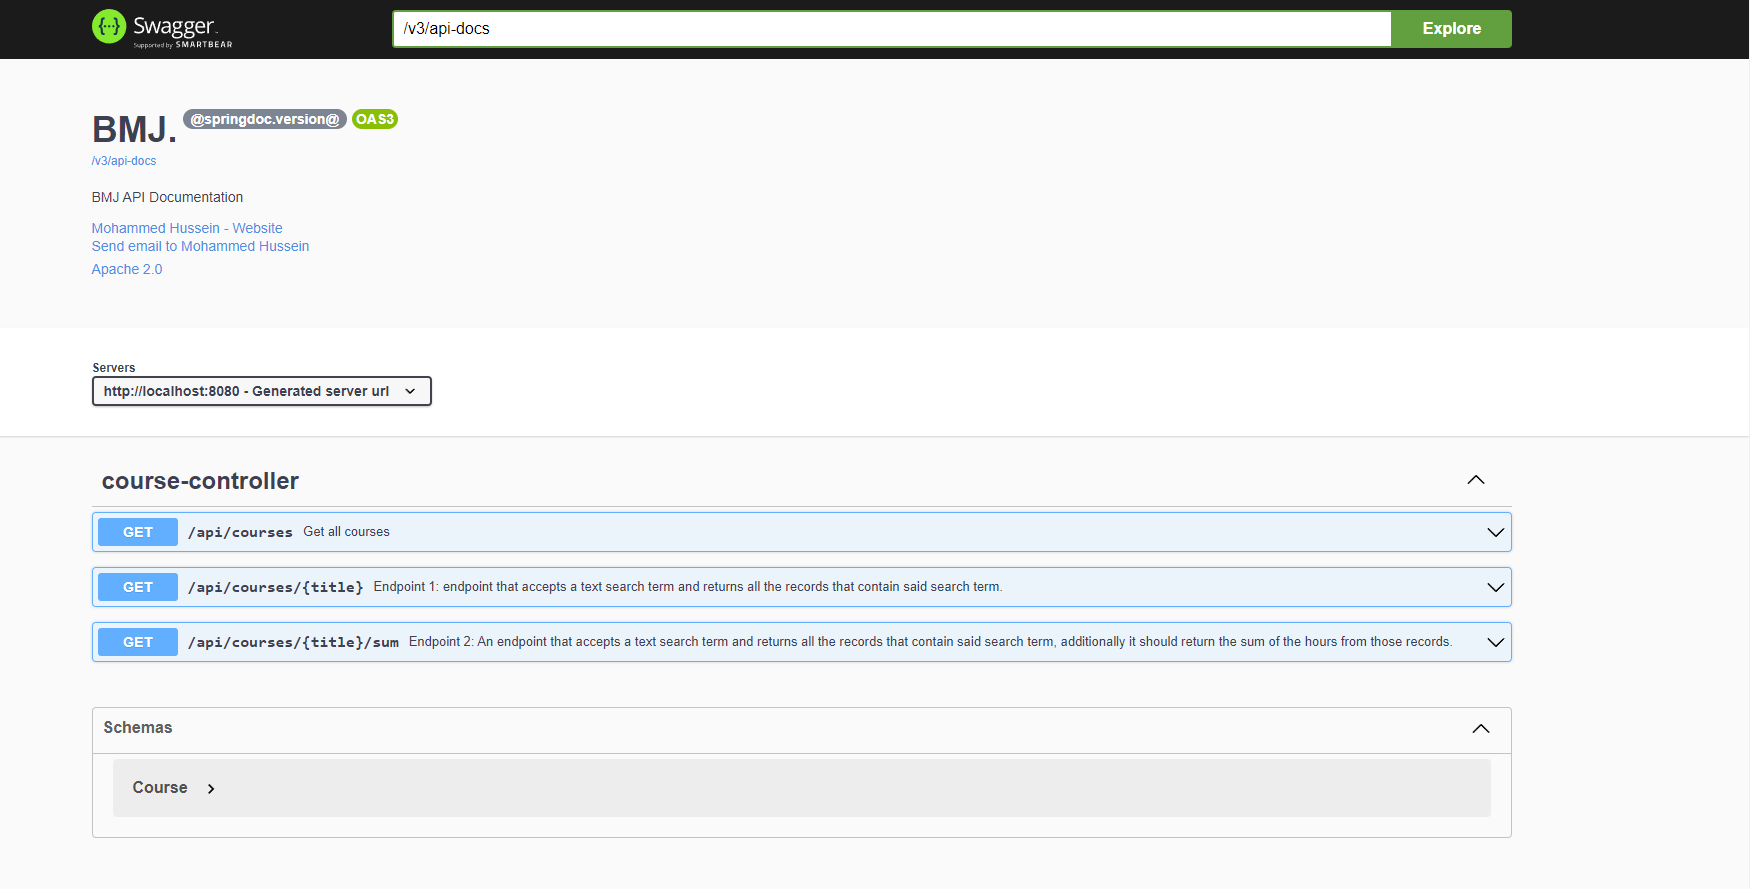 Swagger
Supported by SMARTBEAR
/v3/api-docs
Explore
BMJ. @springdoc.version@ OAS3
/v3/api-docs
BMJ API Documentation
Mohammed Hussein - Website
Send email to Mohammed Hussein
Apache 2.0
Servers
http://localhost:8080 - Generated server url
course-controller
GET /api/courses Get all courses
GET /api/courses/{title} Endpoint 1: endpoint that accepts a text search term and returns all the records that contain said search term.
GET /api/courses/{title}/sum Endpoint 2: An endpoint that accepts a text search term and returns all the records that contain said search term, additionally it should return the sum of the hours from those records.
Schemas
Course